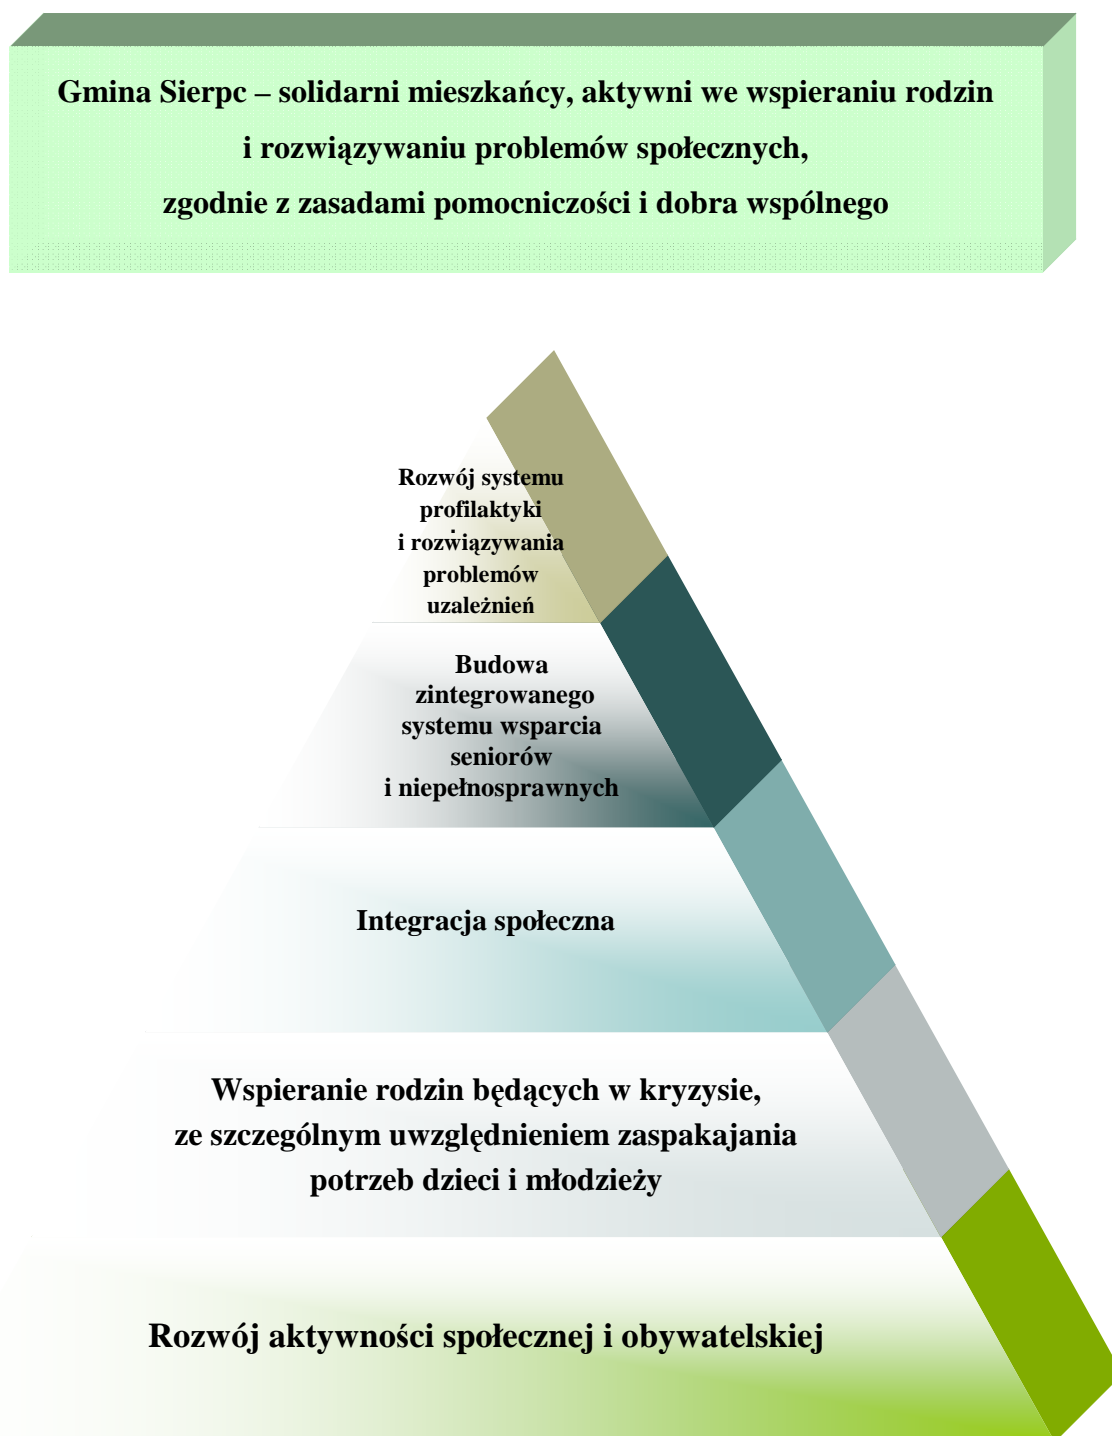 Gmina Sierpc – solidarni mieszkańcy, aktywni we wspieraniu rodzin
i rozwiązywaniu problemów społecznych,
zgodnie z zasadami pomocniczości i dobra wspólnego
Rozwój systemu
profilaktyki
i rozwiązywania
problemów
uzależnień
Budowa
zintegrowanego
systemu wsparcia
seniorów
i niepełnosprawnych
Integracja społeczna
Wspieranie rodzin będących w kryzysie,
ze szczególnym uwzględnieniem zaspakajania
potrzeb dzieci i młodzieży
Rozwój aktywności społecznej i obywatelskiej